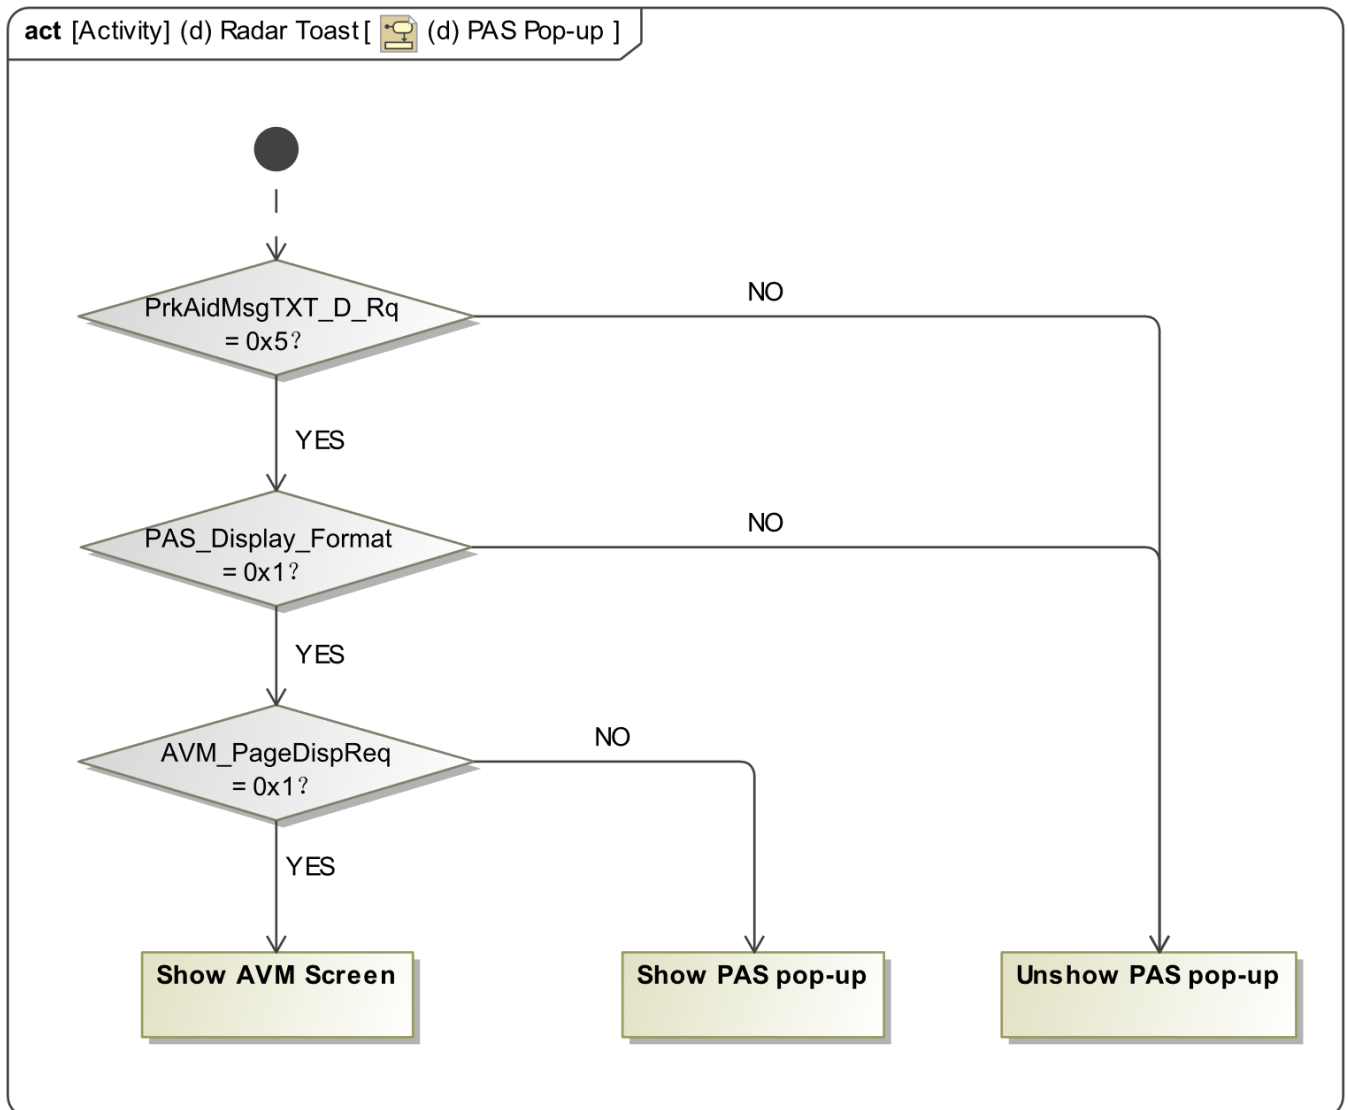 act [Activity] (d) Radar Toast [ (d) PAS Pop-up ]
PrkAidMsgTXT_D_Rq
= 0x5?
NO
YES
PAS_Display_Format
= 0x1?
NO
YES
AVM_PageDispReq
= 0x1?
NO
YES
Show AVM Screen
Show PAS pop-up
Unshow PAS pop-up